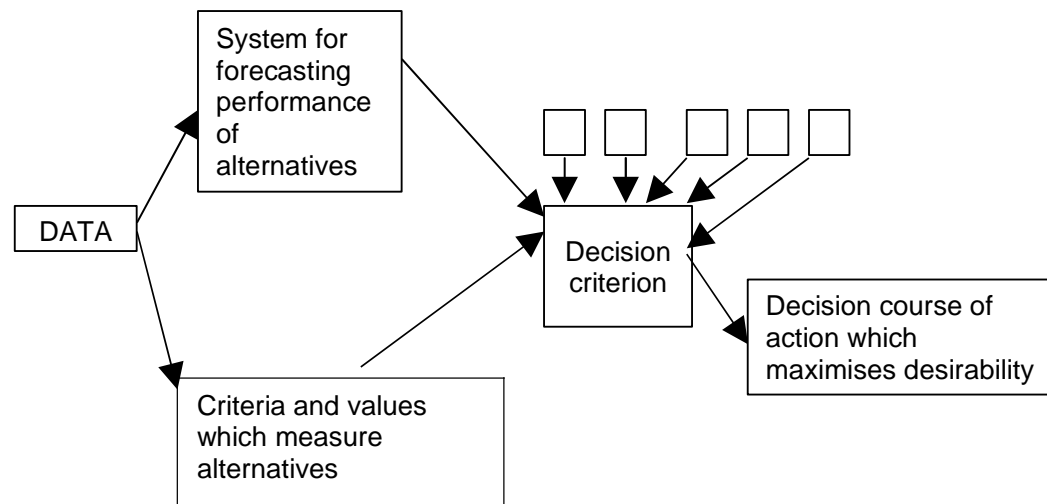 System for
forecasting
performance
of
alternatives
DATA
Decision
criterion
Decision course of
action which
maximises desirability
Criteria and values
which measure
alternatives